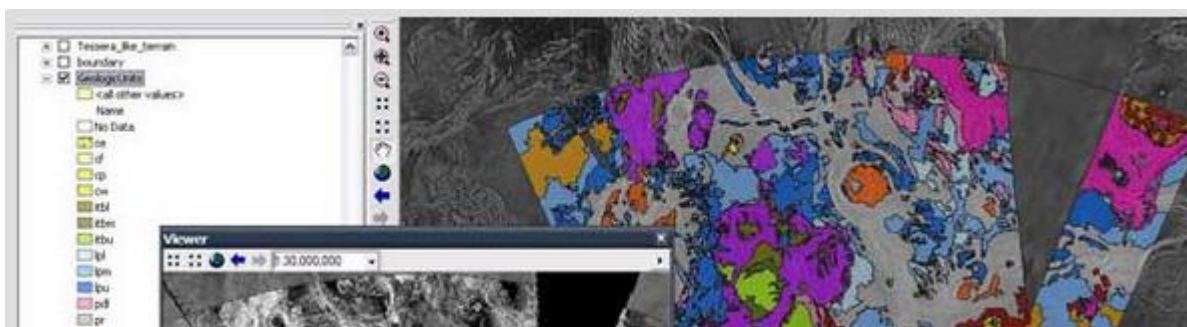 Tessera_like_terrain
boundary
GeologicUnits
<all other values>
Name
No Data
ce
cf
cp
cw
itbl
itbm
itbu
lpl
lpm
lpu
pdl
pr
Viewer
1:30,000,000